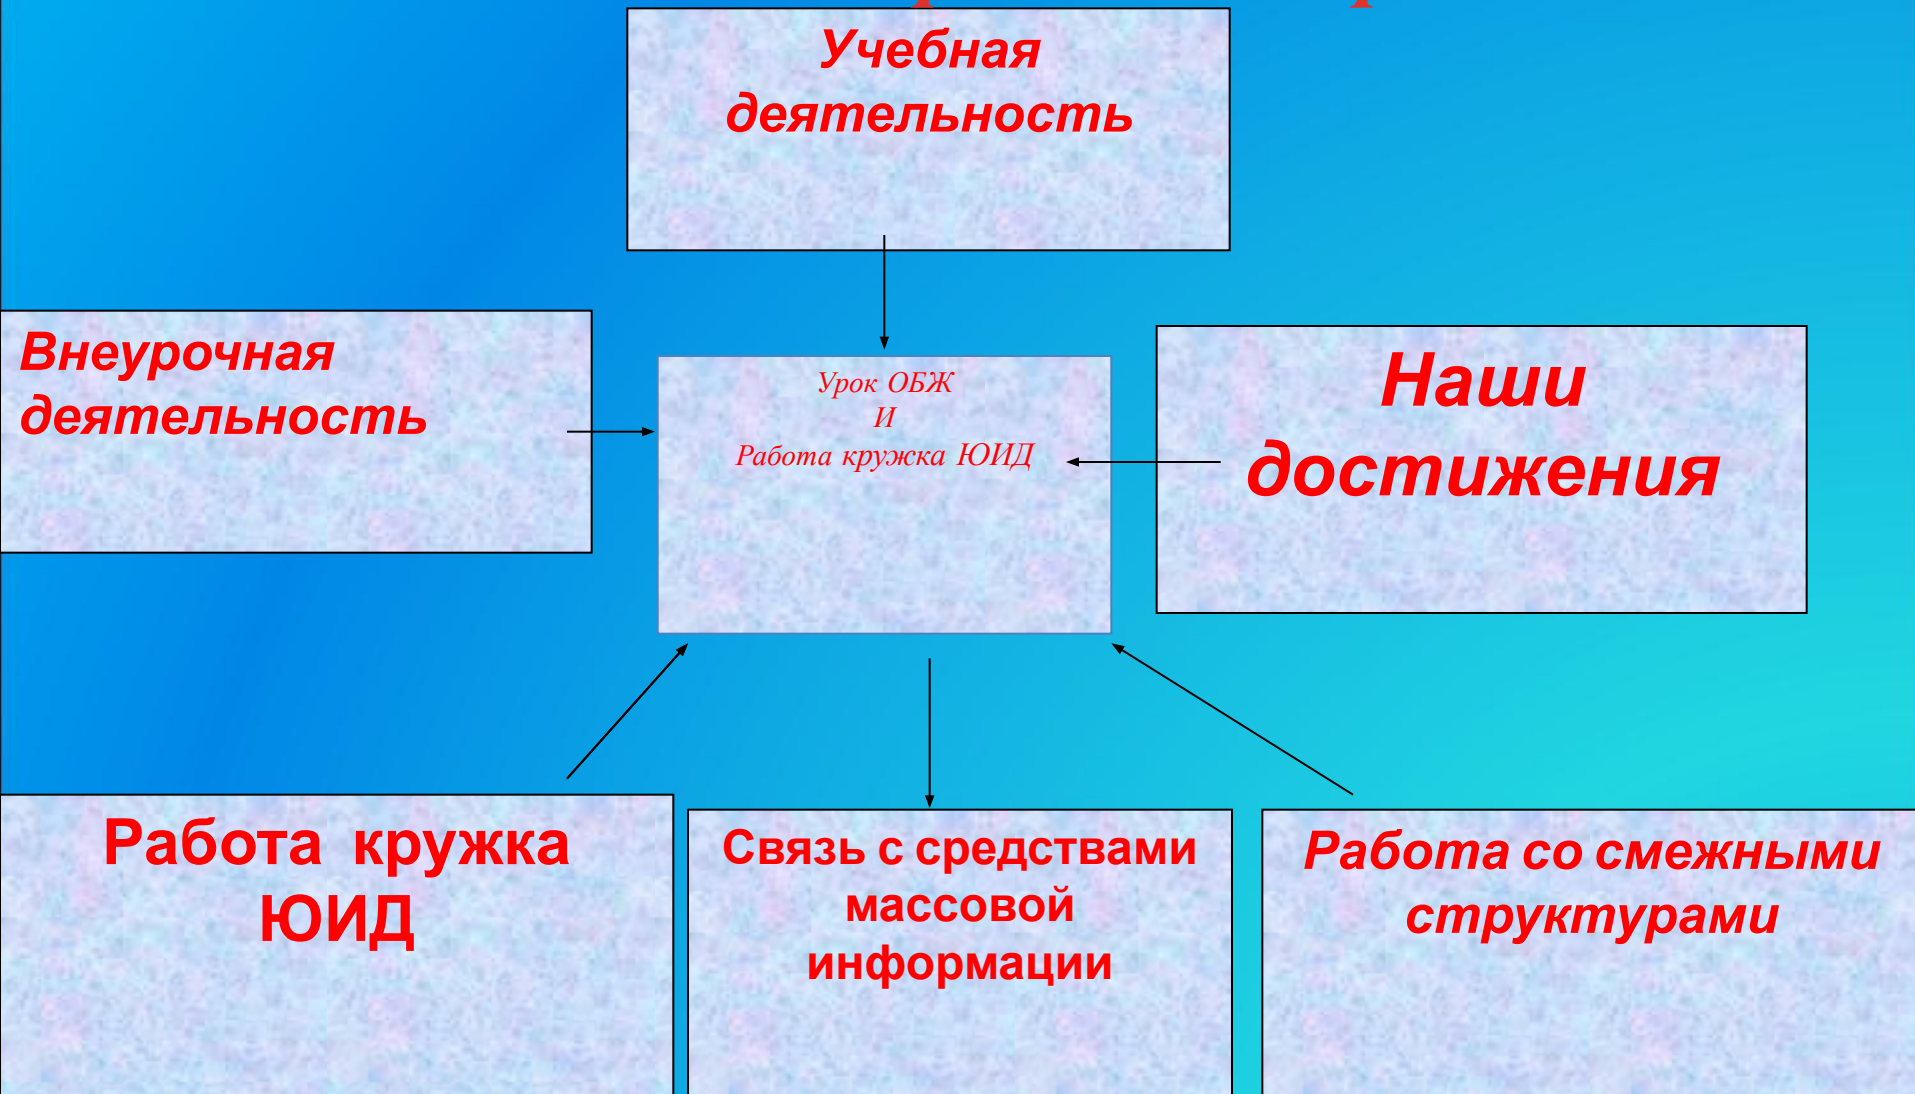 Учебная
деятельность
Внеурочная
деятельность
Урок ОБЖ
И
Работа кружка ЮИД
Наши
достижения
Работа кружка
ЮИД
Связь с средствами
массовой
информации
Работа со смежными
структурами